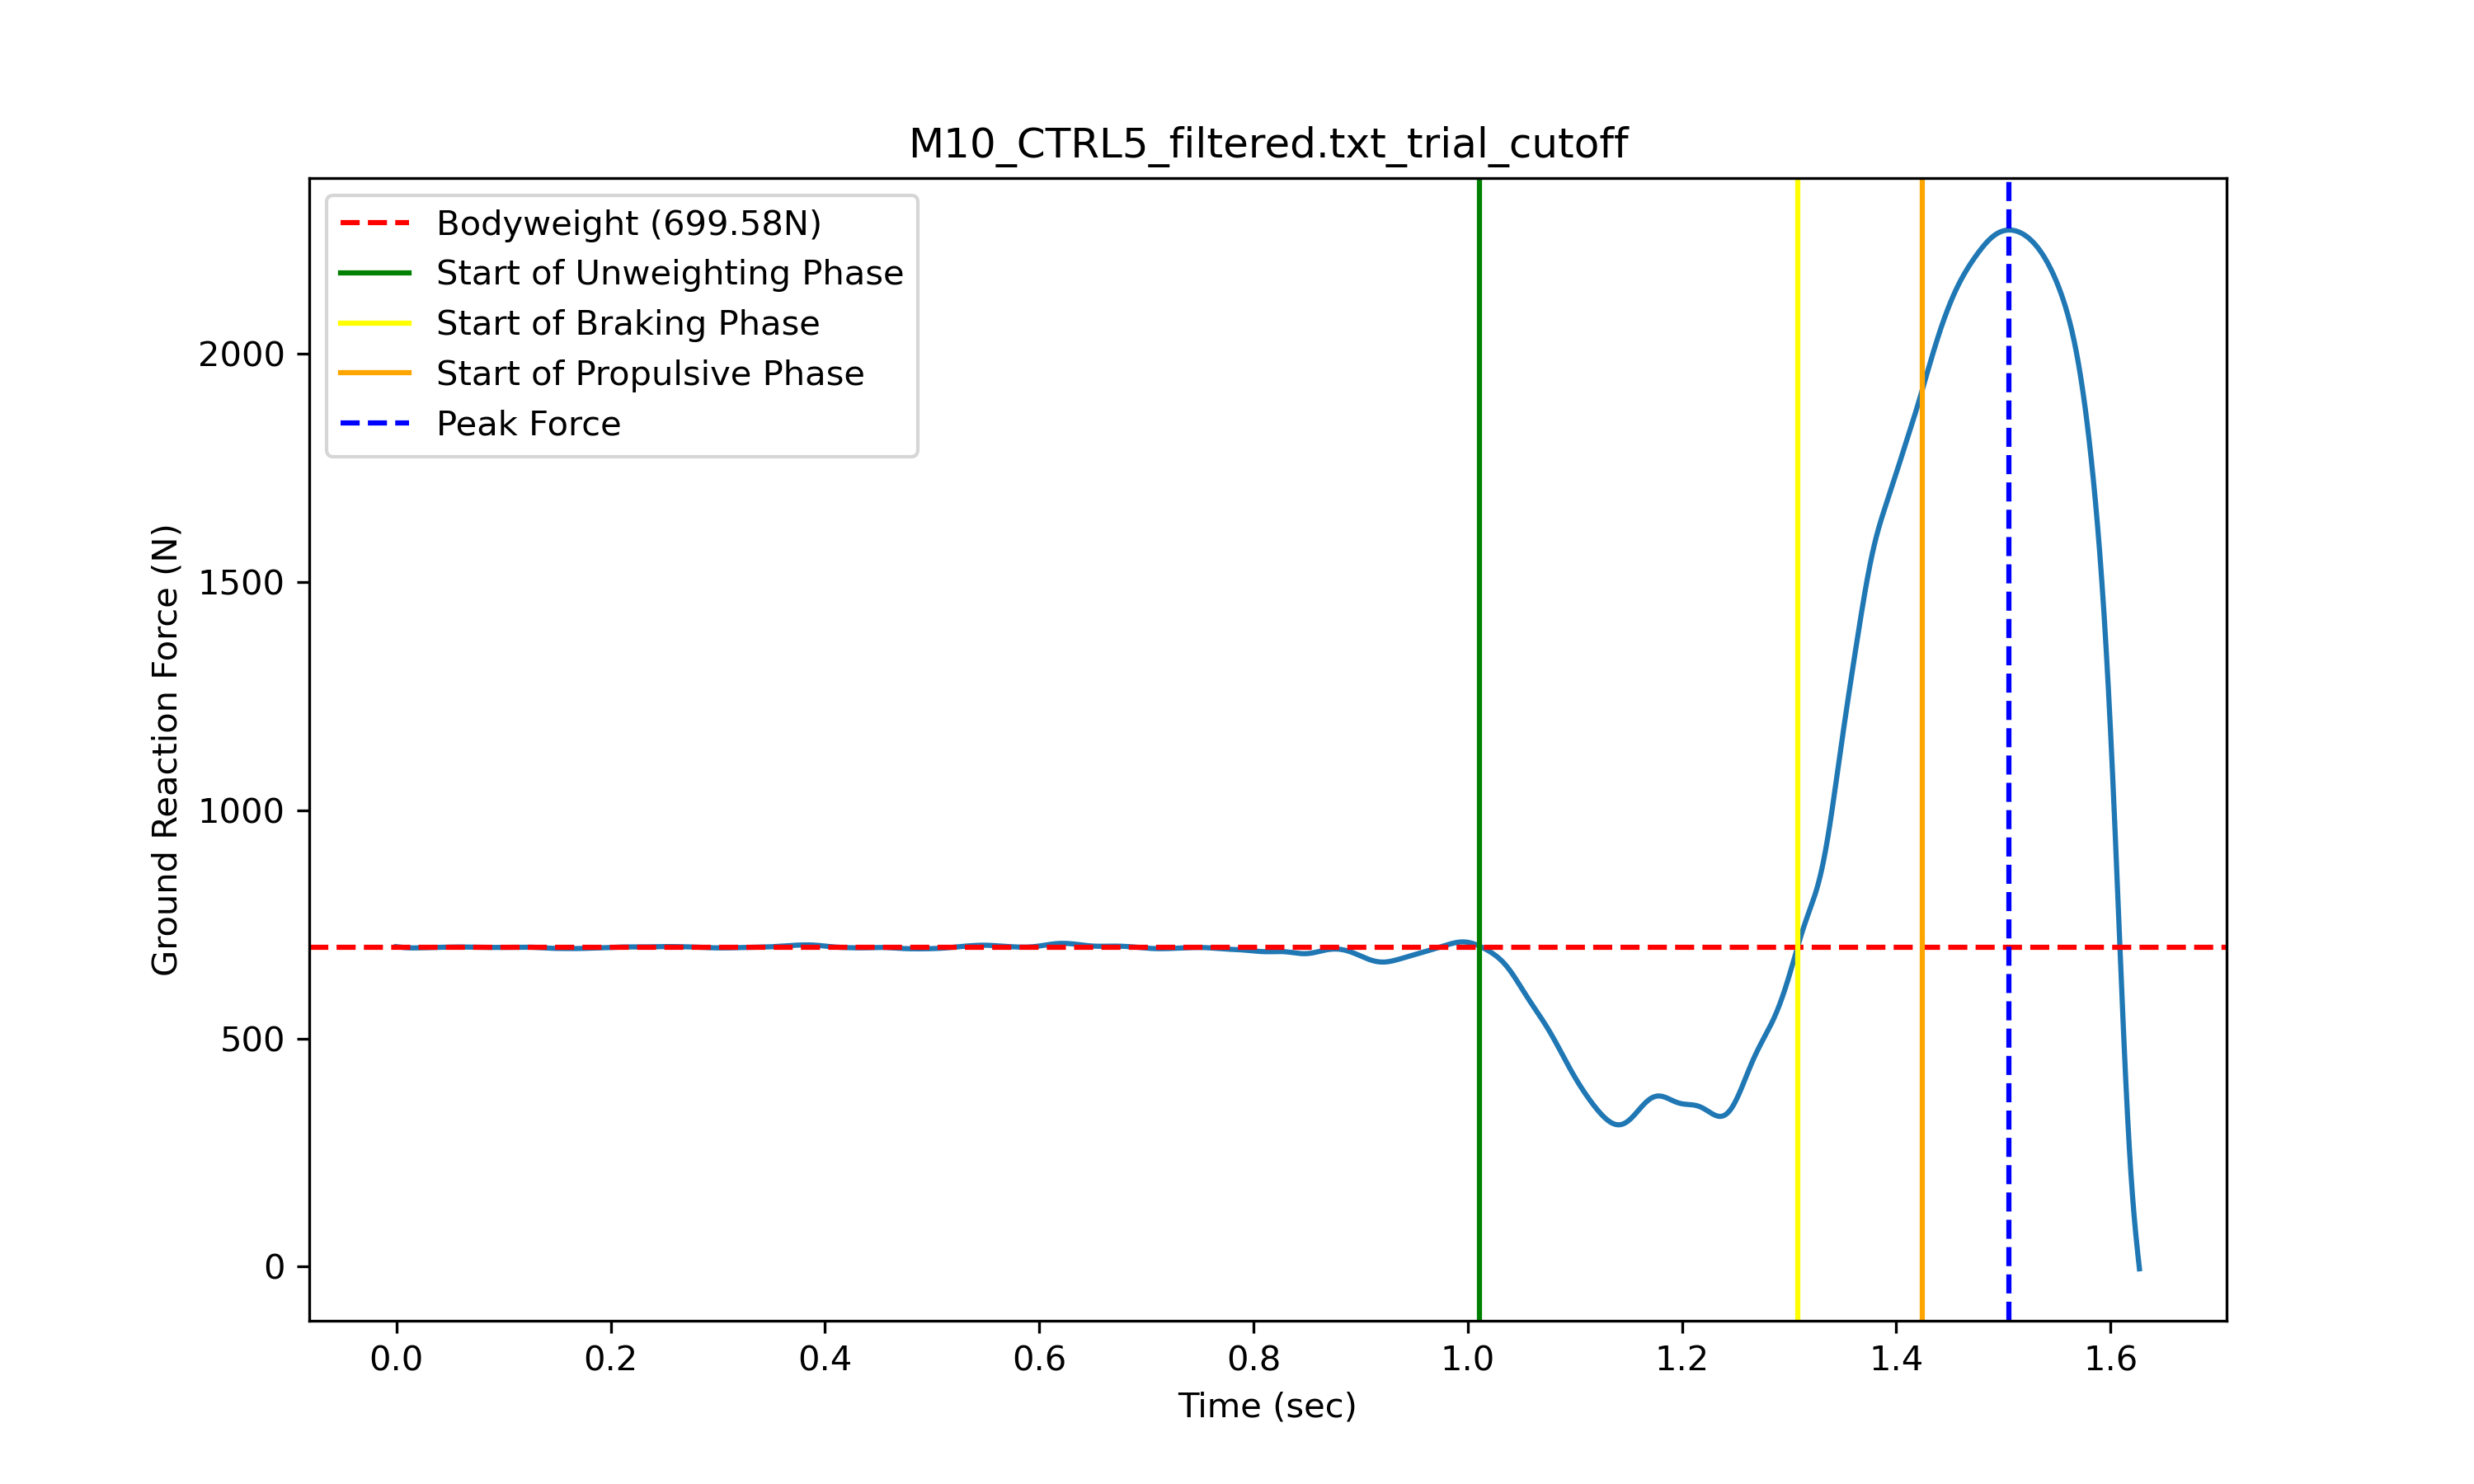 M10_CTRL5_filtered.txt_trial_cutoff
Bodyweight (699.58N)
Start of Unweighting Phase
Start of Braking Phase
Start of Propulsive Phase
Peak Force
Ground Reaction Force (N)
2000
1500
1000
500
0
0.0 0.2 0.4 0.6 0.8 1.0 1.2 1.4 1.6
Time (sec)